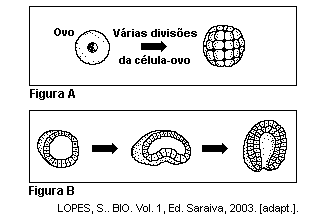 Ovo
Várias divisões
da célula-ovo
Figura A
Figura B
LOPES, S.. BIO. Vol. 1, Ed. Saraiva, 2003. [adapt.].